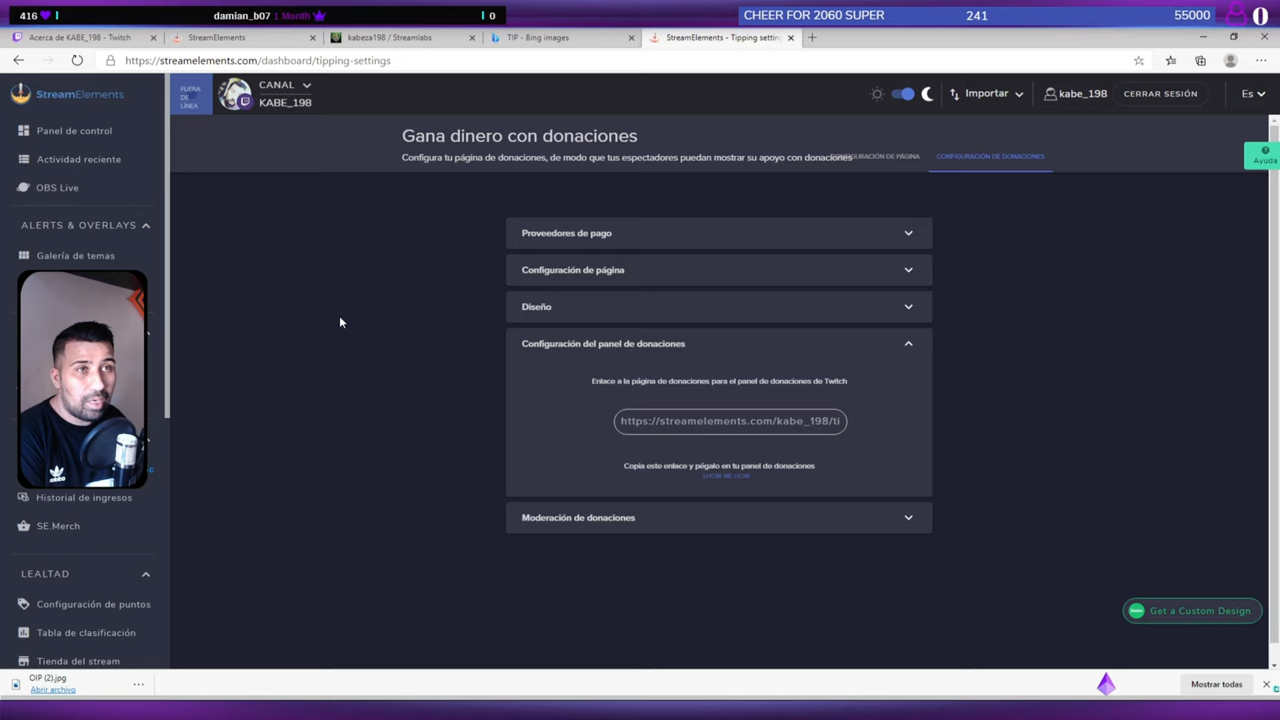 416
damian_b07 1 Month
0
CHEER FOR 2060 SUPER 241 55000
0
Acerca de KABE_198 - Twitch
StreamElements
kabeza198 / Streamlabs
TIP - Bing images
StreamElements - Tipping settin
https://streamelements.com/dashboard/tipping-settings
StreamElements
FUERA DE LÍNEA
CANAL
KABE_198
Importar
kabe_198
CERRAR SESIÓN
Es
Panel de control
Actividad reciente
OBS Live
ALERTS & OVERLAYS
Galería de temas
Historial de ingresos
SE.Merch
LEALTAD
Configuración de puntos
Tabla de clasificación
Tienda del stream
Gana dinero con donaciones
Configura tu página de donaciones, de modo que tus espectadores puedan mostrar su apoyo con donaciones
CONFIGURACIÓN DE DONACIONES
Ayuda
Proveedores de pago
Configuración de página
Diseño
Configuración del panel de donaciones
Enlace a la página de donaciones para el panel de donaciones de Twitch
https://streamelements.com/kabe_198/ti
Copia este enlace y pégalo en tu panel de donaciones
SHOW ME HOW
Moderación de donaciones
Get a Custom Design
OIP (2).jpg
Abrir archivo
Mostrar todas